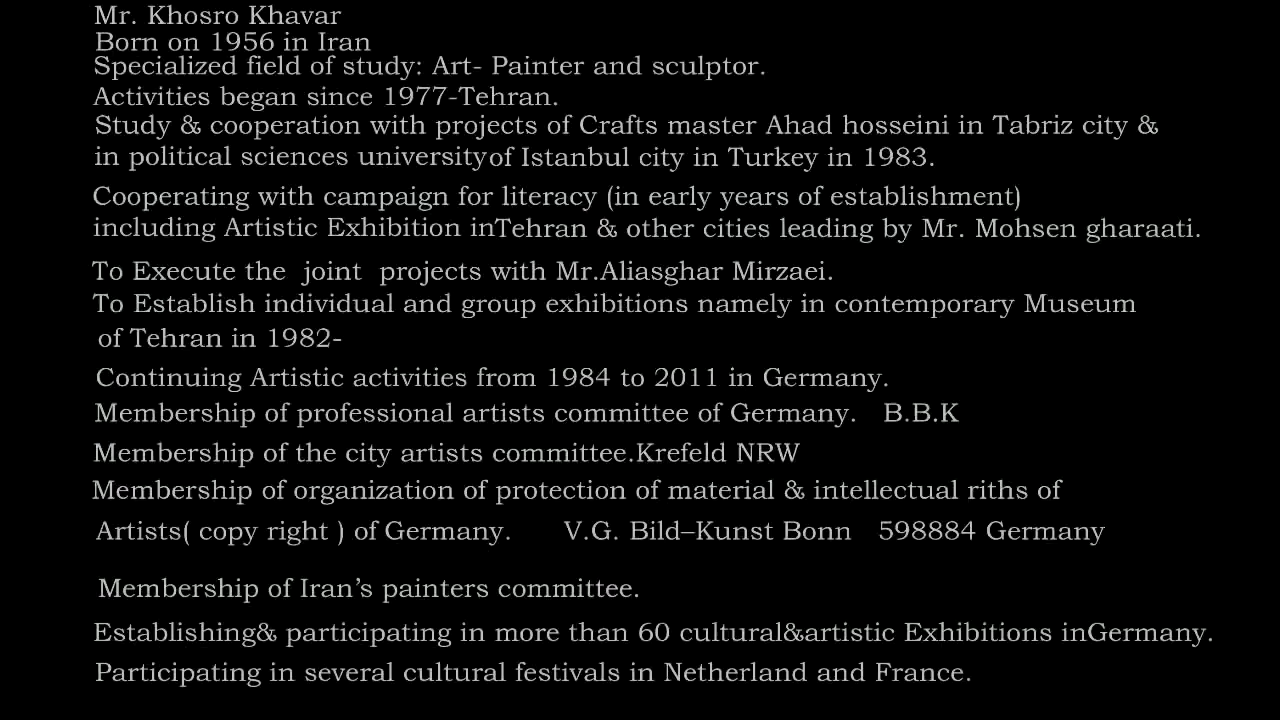 Mr. Khosro Khavar
Born on 1956 in Iran
Specialized field of study: Art- Painter and sculptor.
Activities began since 1977-Tehran.
Study & cooperation with projects of Crafts master Ahad hosseini in Tabriz city &
in political sciences university of Istanbul city in Turkey in 1983.
Cooperating with campaign for literacy (in early years of establishment)
including Artistic Exhibition inTehran & other cities leading by Mr. Mohsen gharaati.
To Execute the joint projects with Mr.Aliasghar Mirzaei.
To Establish individual and group exhibitions namely in contemporary Museum
of Tehran in 1982-
Continuing Artistic activities from 1984 to 2011 in Germany.
Membership of professional artists committee of Germany. B.B.K
Membership of the city artists committee.Krefeld NRW
Membership of organization of protection of material & intellectual riths of
Artists( copy right ) of Germany. V.G. Bild–Kunst Bonn 598884 Germany
Membership of Iran's painters committee.
Establishing& participating in more than 60 cultural&artistic Exhibitions inGermany.
Participating in several cultural festivals in Netherland and France.